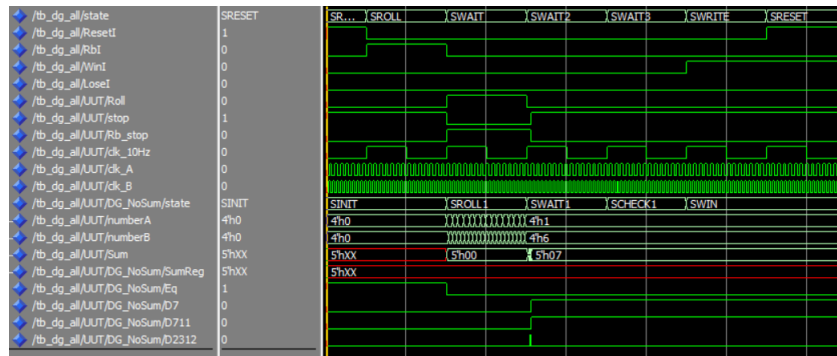 /tb_dg_all/state SRESET SR... SROLL SWAIT SWAIT2 SWAIT3 SWRITE SRESET
/tb_dg_all/ResetI 1
/tb_dg_all/RbI 0
/tb_dg_all/WinI 0
/tb_dg_all/LoseI 0
/tb_dg_all/UUT/Roll 0
/tb_dg_all/UUT/stop 1
/tb_dg_all/UUT/Rb_stop 0
/tb_dg_all/UUT/clk_10Hz 0
/tb_dg_all/UUT/clk_A 0
/tb_dg_all/UUT/clk_B 0
/tb_dg_all/UUT/DG_NoSum/state SINIT SINIT SROLL1 SWAIT1 SCHECK1 SWIN
/tb_dg_all/UUT/numberA 4'h0 4'h0 4'h1
/tb_dg_all/UUT/numberB 4'h0 4'h0 4'h6
/tb_dg_all/UUT/Sum 5'hXX 5'hXX 5'h00 5'h07
/tb_dg_all/UUT/DG_NoSum/SumReg 5'hXX 5'hXX
/tb_dg_all/UUT/DG_NoSum/Eq 1
/tb_dg_all/UUT/DG_NoSum/D7 0
/tb_dg_all/UUT/DG_NoSum/D711 0
/tb_dg_all/UUT/DG_NoSum/D2312 0